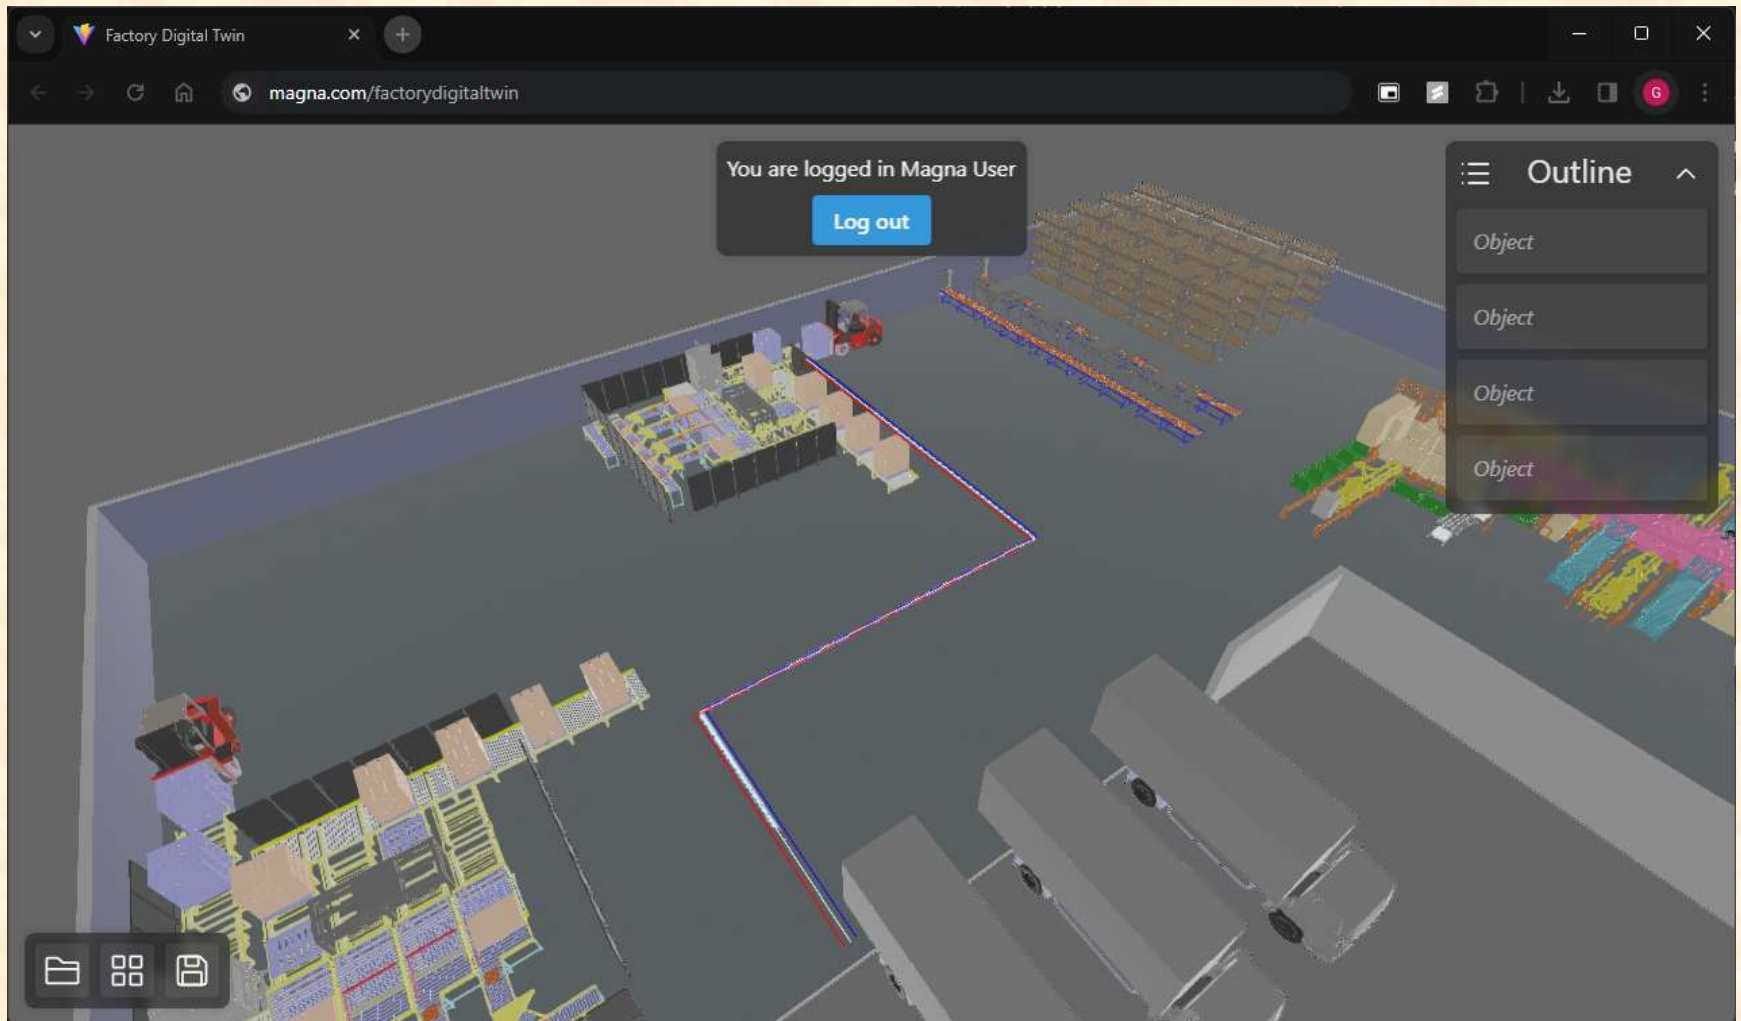 Factory Digital Twin
magna.com/factorydigitaltwin
G
You are logged in Magna User
Log out
Outline
Object
Object
Object
Object